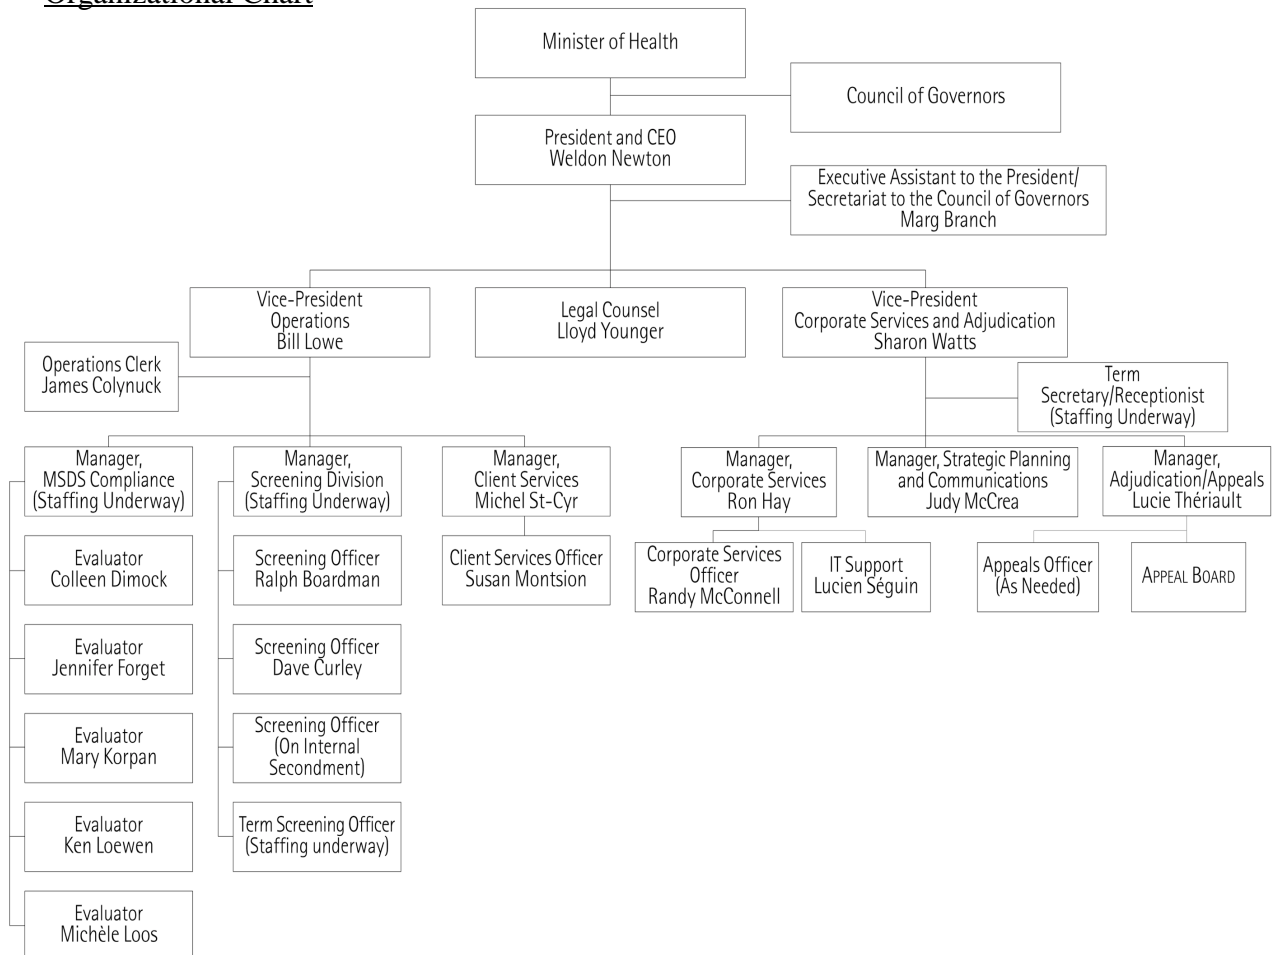 Organizational Chart
Minister of Health
Council of Governors
President and CEO
Weldon Newton
Executive Assistant to the President/
Secretariat to the Council of Governors
Marg Branch
Vice-President
Operations
Bill Lowe
Legal Counsel
Lloyd Younger
Vice-President
Corporate Services and Adjudication
Sharon Watts
Operations Clerk
James Colynuck
Term
Secretary/Receptionist
(Staffing Underway)
Manager,
MSDS Compliance
(Staffing Underway)
Manager,
Screening Division
(Staffing Underway)
Manager,
Client Services
Michel St-Cyr
Manager,
Corporate Services
Ron Hay
Manager, Strategic Planning
and Communications
Judy McCrea
Manager,
Adjudication/Appeals
Lucie Thériault
Evaluator
Colleen Dimock
Screening Officer
Ralph Boardman
Client Services Officer
Susan Montsion
Corporate Services
Officer
Randy McConnell
IT Support
Lucien Séguin
Appeals Officer
(As Needed)
APPEAL BOARD
Evaluator
Jennifer Forget
Screening Officer
Dave Curley
Evaluator
Mary Korpan
Screening Officer
(On Internal
Secondment)
Evaluator
Ken Loewen
Term Screening Officer
(Staffing underway)
Evaluator
Michèle Loos